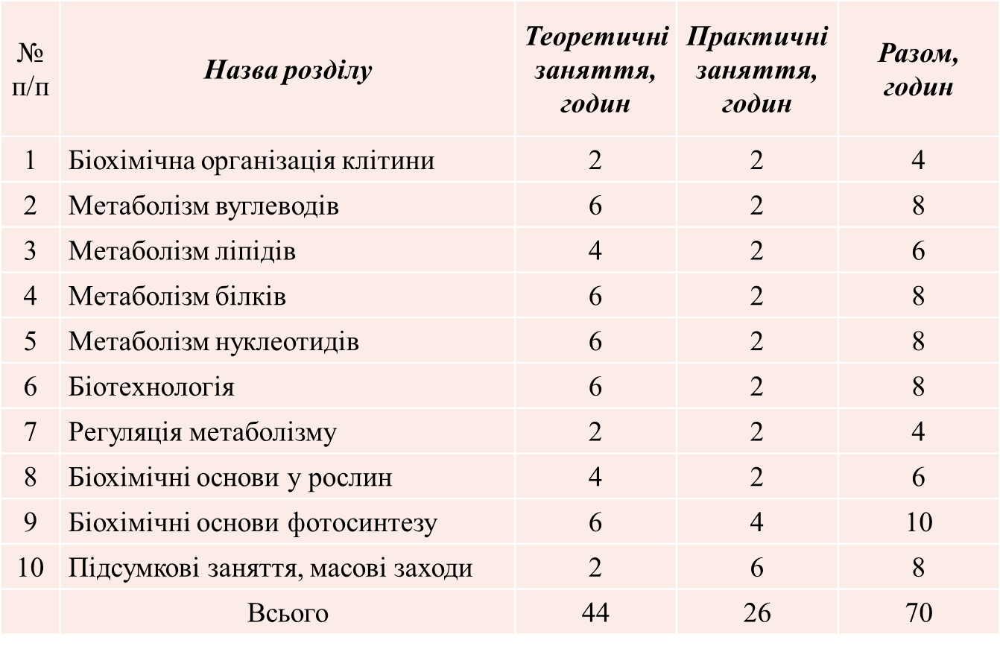 № п/п Назва розділу Теоретичні заняття, годин Практичні заняття, годин Разом, годин
1 Біохімічна організація клітини 2 2 4
2 Метаболізм вуглеводів 6 2 8
3 Метаболізм ліпідів 4 2 6
4 Метаболізм білків 6 2 8
5 Метаболізм нуклеотидів 6 2 8
6 Біотехнологія 6 2 8
7 Регуляція метаболізму 2 2 4
8 Біохімічні основи у рослин 4 2 6
9 Біохімічні основи фотосинтезу 6 4 10
10 Підсумкові заняття, масові заходи 2 6 8
Всього 44 26 70